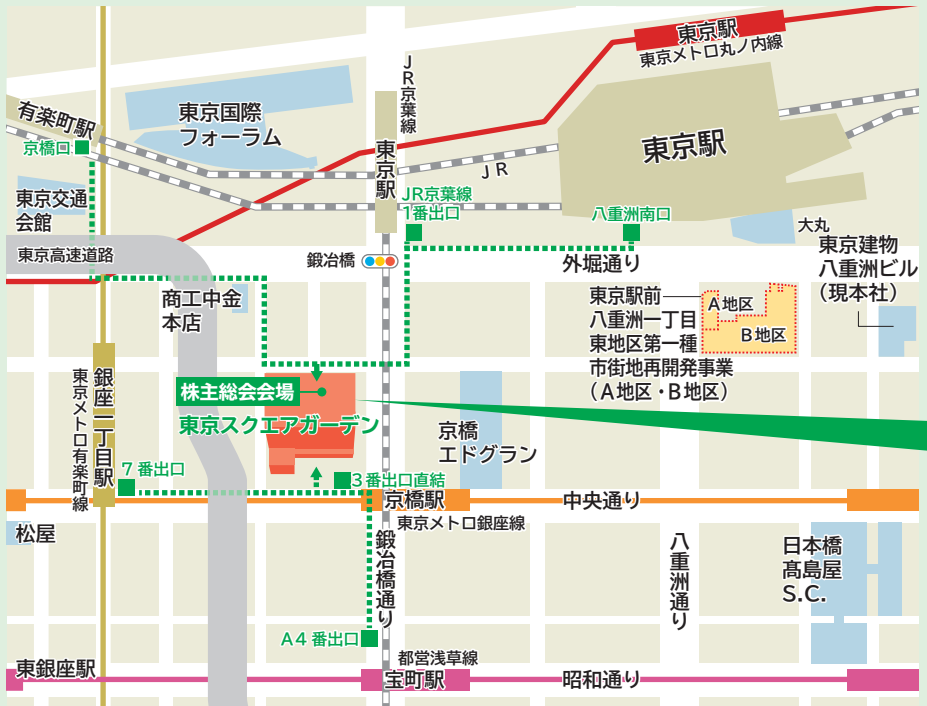 東京駅
東京メトロ丸ノ内線
JR京葉線
有楽町駅
京橋口
東京国際
フォーラム
東京駅
東京駅
JR
東京交通
会館
JR京葉線
1番出口
八重洲南口
大丸
東京建物
八重洲ビル
（現本社）
東京高速道路
鍛冶橋
外堀通り
商工中金
本店
東京駅前
八重洲一丁目
東地区第一種
市街地再開発事業
（A地区・B地区）
A地区
B地区
銀座一丁目駅
東京メトロ有楽町線
株主総会会場
東京スクエアガーデン
京橋
エドグラン
7番出口
3番出口直結
京橋駅
中央通り
東京メトロ銀座線
松屋
鍛冶橋通り
八重洲通り
日本橋
髙島屋
S.C.
A4番出口
都営浅草線
東銀座駅
宝町駅
昭和通り